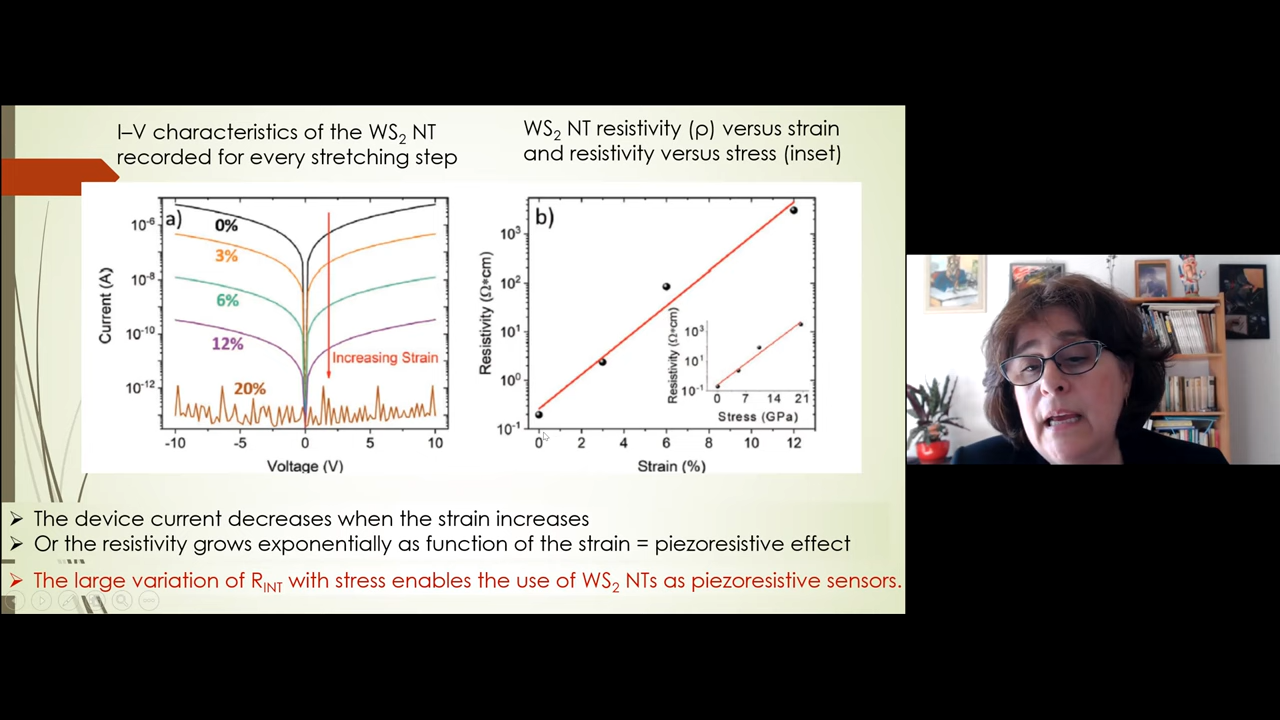 I–V characteristics of the WS₂ NT
recorded for every stretching step
WS₂ NT resistivity (ρ) versus strain
and resistivity versus stress (inset)
a)
0%
3%
6%
12%
20%
Increasing Strain
Current (A)
10⁻⁶
10⁻⁸
10⁻¹⁰
10⁻¹²
-10 -5 0 5 10
Voltage (V)
b)
Resistivity (Ω*cm)
10³
10²
10¹
10⁰
10⁻¹
0 2 4 6 8 10 12
Strain (%)
Resistivity (Ω*cm)
10³
10¹
10⁻¹
0 7 14 21
Stress (GPa)
➢ The device current decreases when the strain increases
➢ Or the resistivity grows exponentially as function of the strain = piezoresistive effect
➢ The large variation of R_INT with stress enables the use of WS₂ NTs as piezoresistive sensors.